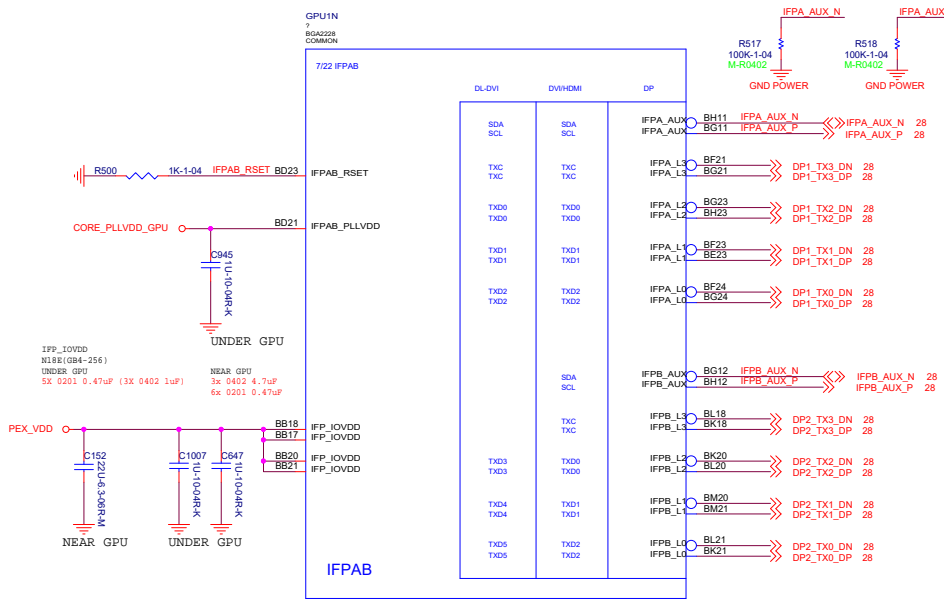 GPU1N
?
BGA2228
COMMON
7/22 IFPAB
DL-DVI DVI/HDMI DP
IFPA_AUX_N IFPA_AUX
R517
100K-1-04
M-R0402
GND POWER
R518
100K-1-04
M-R0402
GND POWER
SDA SDA IFPA_AUX BH11 IFPA_AUX_N IFPA_AUX_N 28
SCL SCL IFPA_AUX BG11 IFPA_AUX_P IFPA_AUX_P 28
TXC TXC IFPA_L3 BF21 DP1_TX3_DN 28
TXC TXC IFPA_L3 BG21 DP1_TX3_DP 28
R500 1K-1-04 IFPAB_RSET BD23 IFPAB_RSET
TXD0 TXD0 IFPA_L2 BG23 DP1_TX2_DN 28
TXD0 TXD0 IFPA_L2 BH23 DP1_TX2_DP 28
CORE_PLLVDD_GPU BD21 IFPAB_PLLVDD
TXD1 TXD1 IFPA_L1 BF23 DP1_TX1_DN 28
TXD1 TXD1 IFPA_L1 BE23 DP1_TX1_DP 28
C945
1U-10-04R-K
UNDER GPU
TXD2 TXD2 IFPA_L0 BF24 DP1_TX0_DN 28
TXD2 TXD2 IFPA_L0 BG24 DP1_TX0_DP 28
IFP_IOVDD
N18E(GB4-256)
UNDER GPU NEAR GPU
5X 0201 0.47uF (3X 0402 1uF) 3x 0402 4.7uF
6x 0201 0.47uF
SDA IFPB_AUX BG12 IFPB_AUX_N IFPB_AUX_N 28
SCL IFPB_AUX BH12 IFPB_AUX_P IFPB_AUX_P 28
TXC IFPB_L3 BL18 DP2_TX3_DN 28
TXC IFPB_L3 BK18 DP2_TX3_DP 28
PEX_VDD BB18 IFP_IOVDD
BB17 IFP_IOVDD
BB20 IFP_IOVDD
BB21 IFP_IOVDD
C152
22U-6.3-06R-M
NEAR GPU
C1007
1U-10-04R-K
C647
1U-10-04R-K
UNDER GPU
TXD3 TXD0 IFPB_L2 BK20 DP2_TX2_DN 28
TXD3 TXD0 IFPB_L2 BL20 DP2_TX2_DP 28
TXD4 TXD1 IFPB_L1 BM20 DP2_TX1_DN 28
TXD4 TXD1 IFPB_L1 BM21 DP2_TX1_DP 28
TXD5 TXD2 IFPB_L0 BL21 DP2_TX0_DN 28
TXD5 TXD2 IFPB_L0 BK21 DP2_TX0_DP 28
IFPAB